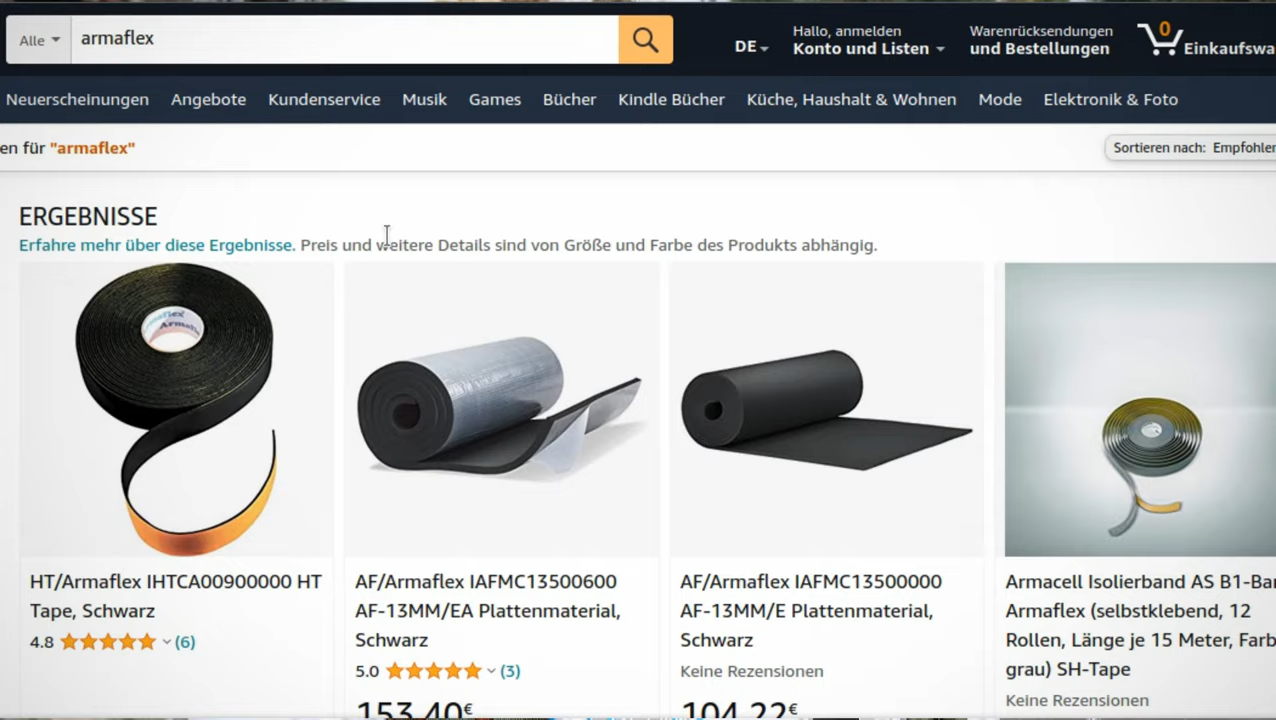 Alle
armaflex
DE
Hallo, anmelden
Konto und Listen
Warenrücksendungen
und Bestellungen
0
Einkaufswa
Neuerscheinungen Angebote Kundenservice Musik Games Bücher Kindle Bücher Küche, Haushalt & Wohnen Mode Elektronik & Foto
en für "armaflex"
Sortieren nach: Empfohlen
ERGEBNISSE
Erfahre mehr über diese Ergebnisse. Preis und weitere Details sind von Größe und Farbe des Produkts abhängig.
HT/Armaflex IHTCA00900000 HT
Tape, Schwarz
4.8 (6)
AF/Armaflex IAFMC13500600
AF-13MM/EA Plattenmaterial,
Schwarz
5.0 (3)
153,40€
AF/Armaflex IAFMC13500000
AF-13MM/E Plattenmaterial,
Schwarz
Keine Rezensionen
104,22€
Armacell Isolierband AS B1-Ba
Armaflex (selbstklebend, 12
Rollen, Länge je 15 Meter, Farb
grau) SH-Tape
Keine Rezensionen